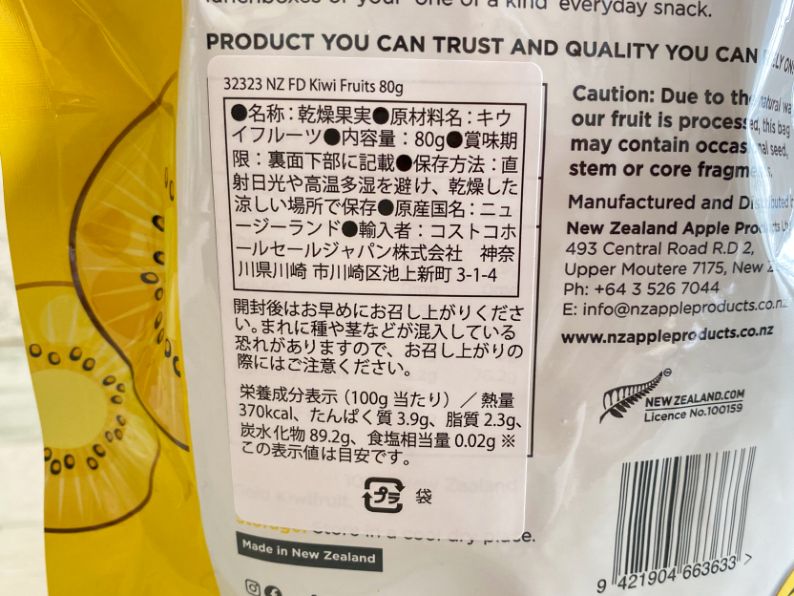 of your "one of a kind" everyday snack.
PRODUCT YOU CAN TRUST AND QUALITY YOU CAN
32323 NZ FD Kiwi Fruits 80g
●名称：乾燥果実●原材料名：キウ
イフルーツ●内容量：80g●賞味期
限：裏面下部に記載●保存方法：直
射日光や高温多湿を避け、乾燥した
涼しい場所で保存●原産国名：ニュ
ージーランド●輸入者：コストコホ
ールセールジャパン株式会社 神奈
川県川崎 市川崎区池上新町 3-1-4
開封後はお早めにお召し上がりくださ
い。まれに種や茎などが混入している
恐れがありますので、お召し上がりの
際にはご注意ください。
栄養成分表示（100g 当たり）／熱量
370kcal、たんぱく質 3.9g、脂質 2.3g、
炭水化物 89.2g、食塩相当量 0.02g ※
この表示値は目安です。
プラ 袋
Store in a cool dry place.
Made in New Zealand
Caution: Due to the natural
our fruit is processed, this bag
may contain occasional seed,
stem or core fragments.
Manufactured and Distributed
New Zealand Apple Products
493 Central Road R.D 2,
Upper Moutere 7175, New
Ph: +64 3 526 7044
E: info@nzappleproducts.co.nz
www.nzappleproducts.co.nz
NEWZEALAND.COM
Licence No.100159
9 421904 663633 >